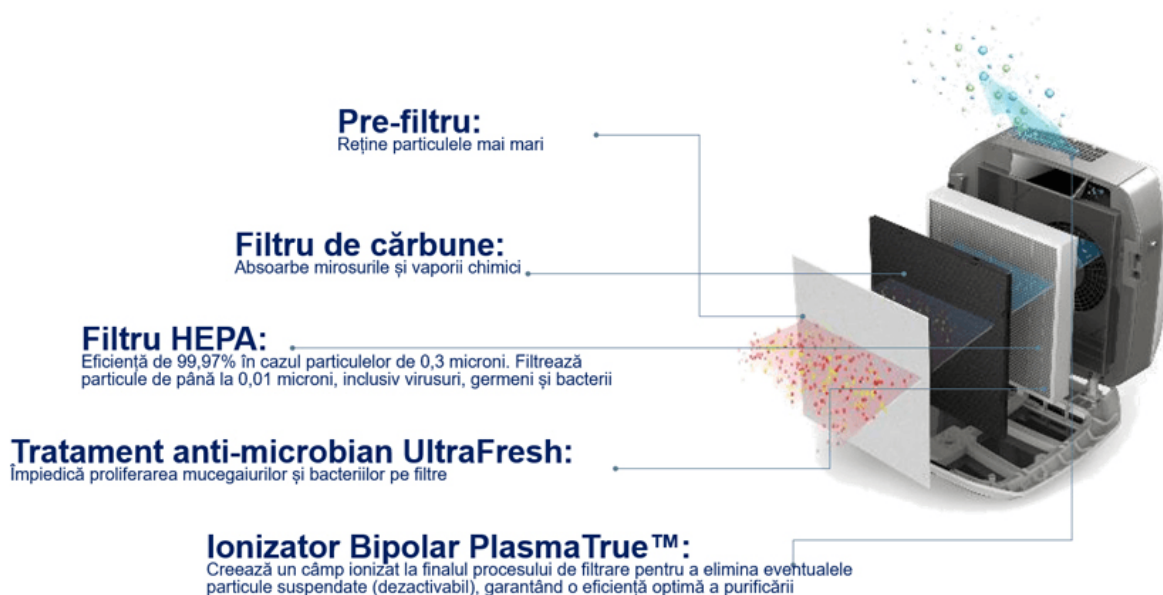 Pre-filtru:
Reține particulele mai mari
Filtru de cărbune:
Absoarbe mirosurile și vaporii chimici
Filtru HEPA:
Eficiență de 99,97% în cazul particulelor de 0,3 microni. Filtrează
particule de până la 0,01 microni, inclusiv virusuri, germeni și bacterii
Tratament anti-microbian UltraFresh:
Împiedică proliferarea mucegaiurilor și bacteriilor pe filtre
Ionizator Bipolar PlasmaTrue™:
Creează un câmp ionizat la finalul procesului de filtrare pentru a elimina eventualele
particule suspendate (dezactivabil), garantând o eficiență optimă a purificării